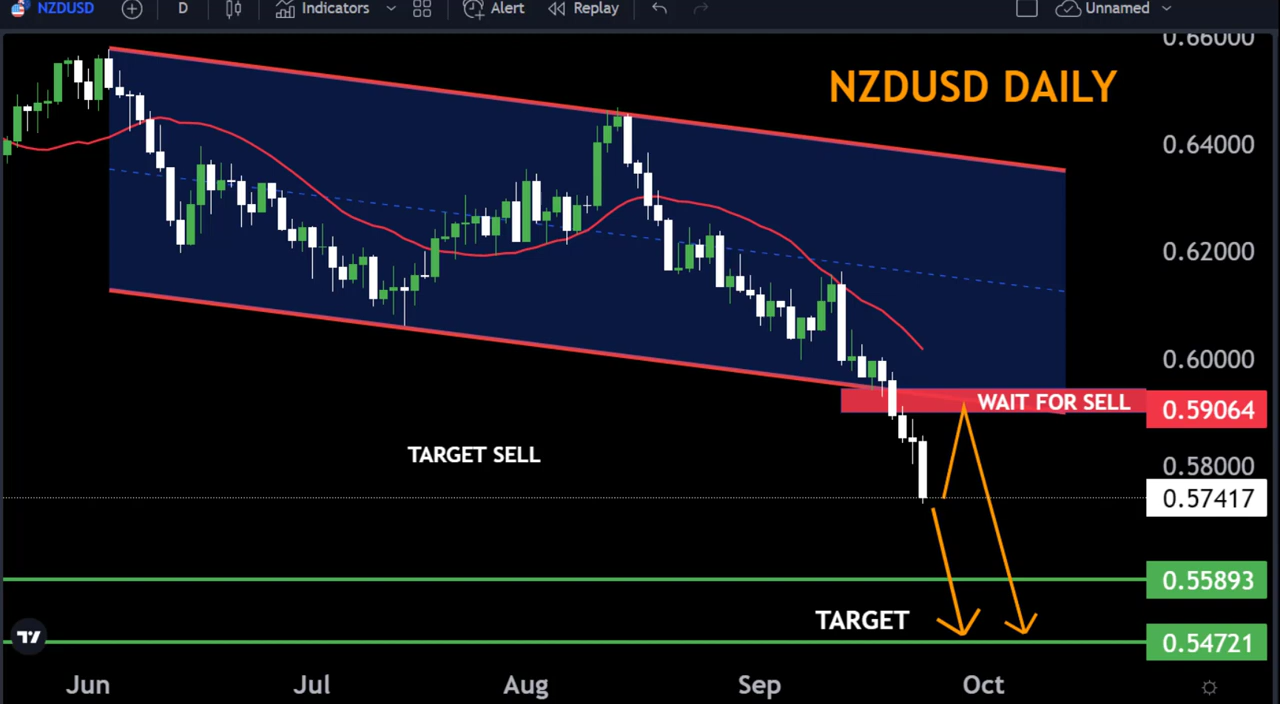 NZDUSD
D
Indicators
Alert
Replay
Unnamed
0.66000
NZDUSD DAILY
0.64000
0.62000
0.60000
WAIT FOR SELL
0.59064
TARGET SELL
0.58000
0.57417
0.55893
TARGET
0.54721
Jun Jul Aug Sep Oct